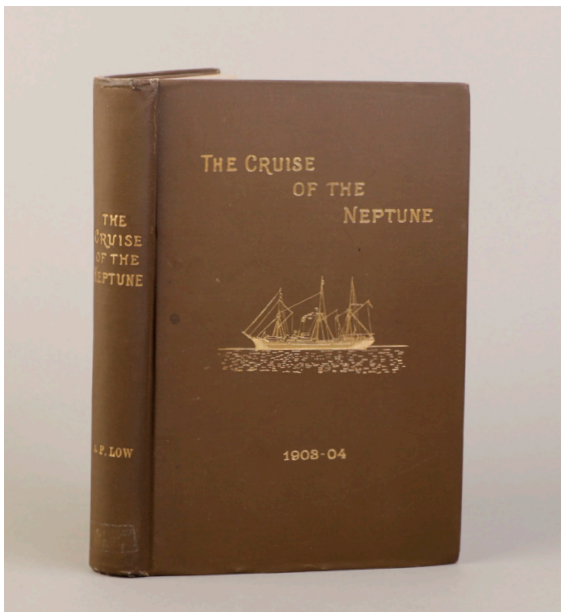 THE
CRUISE
OF THE
NEPTUNE
A. P. LOW
THE CRUISE
OF THE
NEPTUNE
1903-04